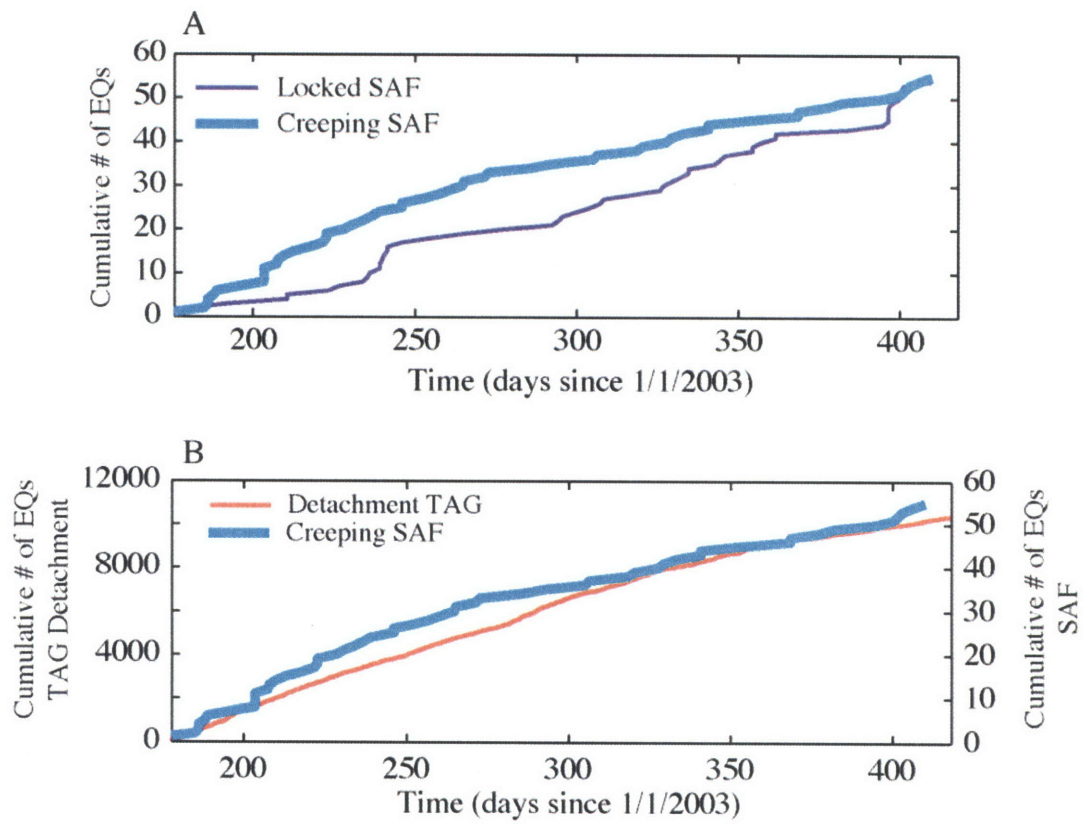 A
60
50
40
30
20
10
0
Cumulative # of EQs
Locked SAF
Creeping SAF
200 250 300 350 400
Time (days since 1/1/2003)
B
12000
8000
4000
0
Cumulative # of EQs
TAG Detachment
Detachment TAG
Creeping SAF
60
50
40
30
20
10
0
Cumulative # of EQs
SAF
200 250 300 350 400
Time (days since 1/1/2003)